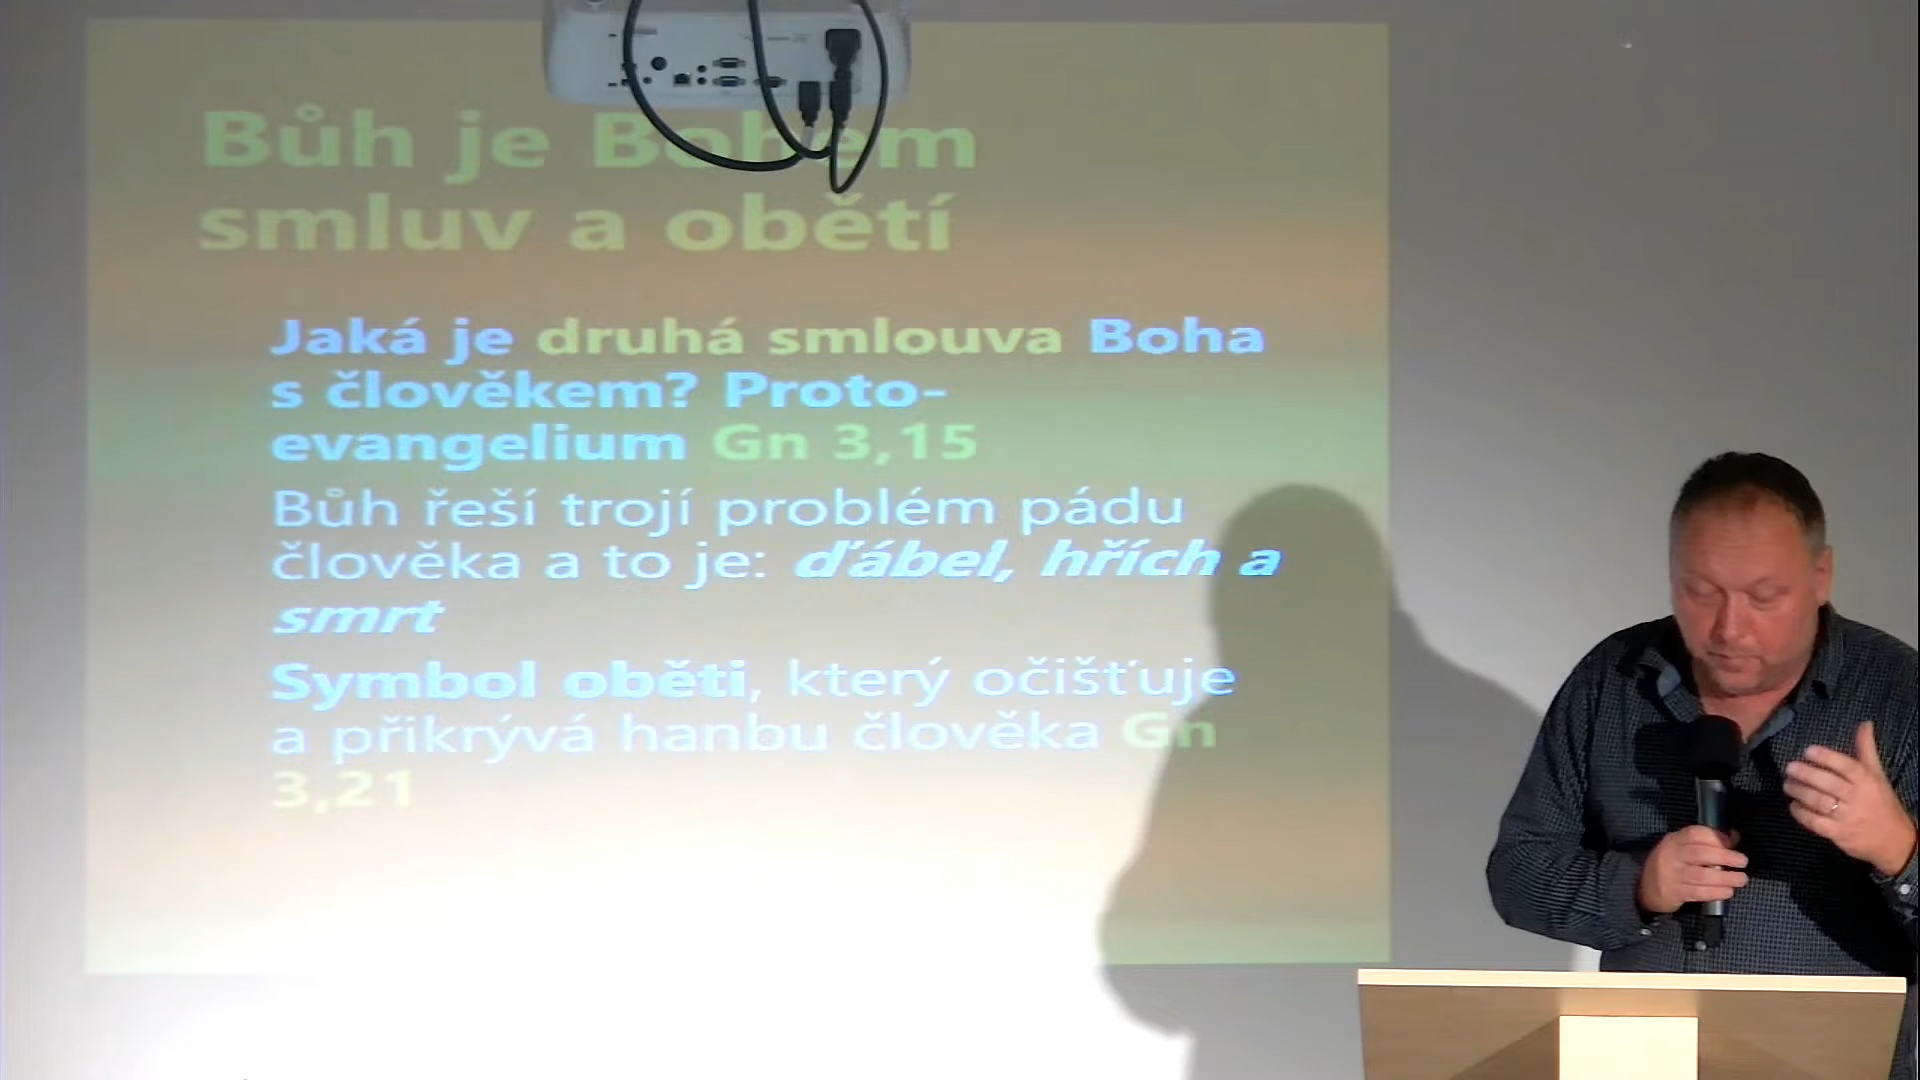 Bůh je Bohem
smluv a obětí
Jaká je druhá smlouva Boha
s člověkem? Proto-
evangelium Gn 3,15
Bůh řeší trojí problém pádu
člověka a to je: ďábel, hřích a
smrt
Symbol oběti, který očišťuje
a přikrývá hanbu člověka Gn
3,21